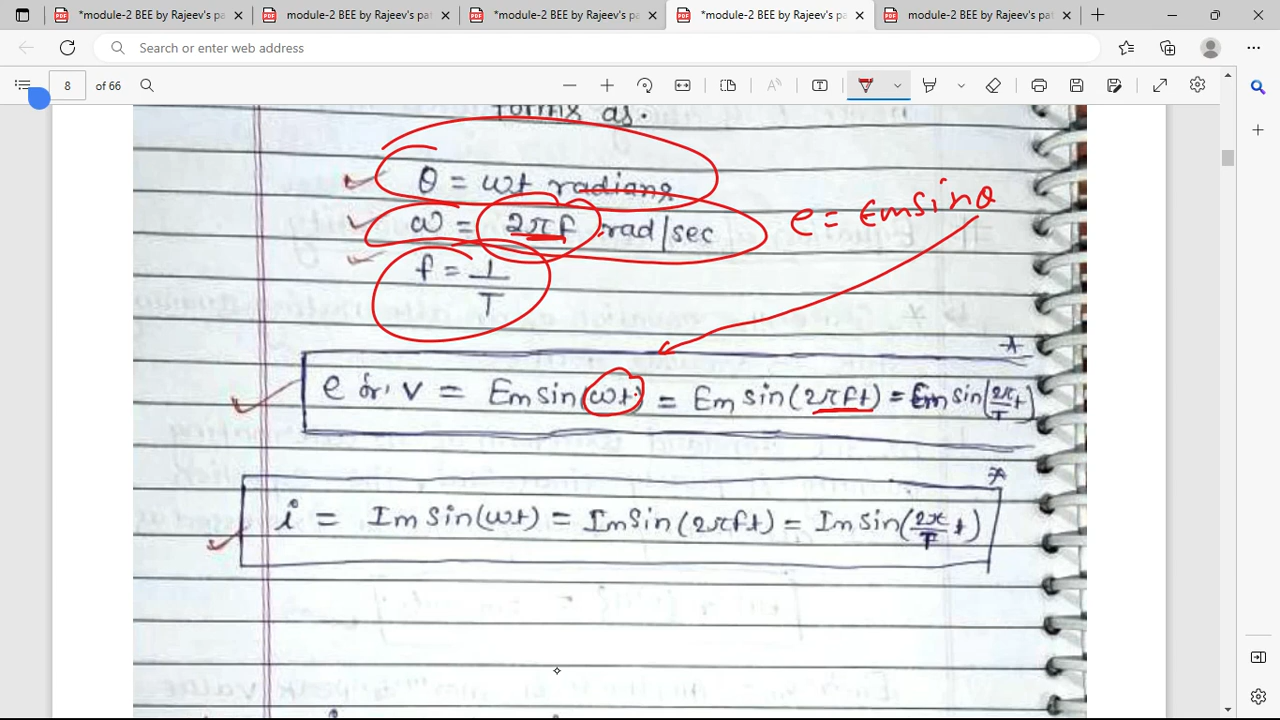 *module-2 BEE by Rajeev's pa
module-2 BEE by Rajeev's pat
*module-2 BEE by Rajeev's pa
*module-2 BEE by Rajeev's pa
module-2 BEE by Rajeev's pat
Search or enter web address
8 of 66
forms as.
θ = ωt radians
ω = 2πf rad/sec
e = Em sinθ
f = 1/T
e or, v = Em sin(ωt) = Em sin(2πft) = Em sin(2π/T t)
i = Im Sin(ωt) = Im Sin(2πft) = Im Sin(2π/T t)